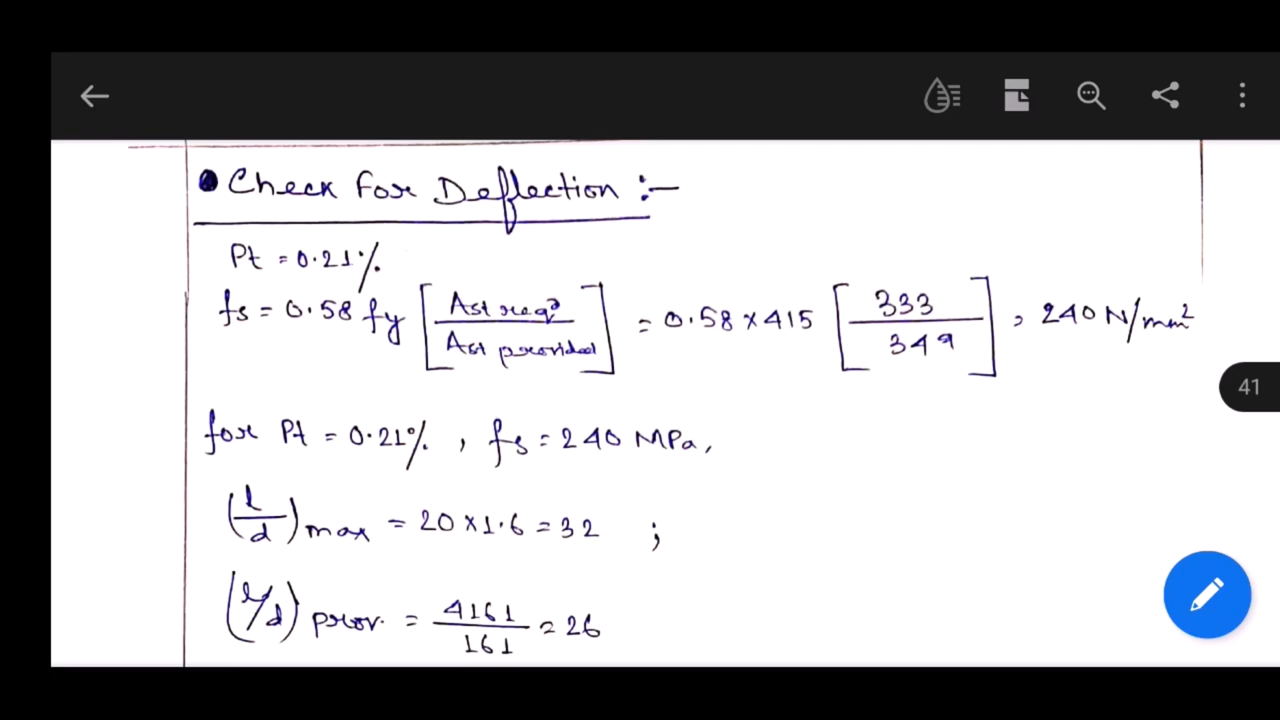 Check For Deflection :-
Pt = 0.21%
fs = 0.58 fy [Ast reqd / Ast provided] = 0.58 × 415 [333 / 349] = 240 N/mm²
41
for Pt = 0.21%, fs = 240 MPa,
(l/d) max = 20 × 1.6 = 32 ;
(l/d) prov. = 4161 / 161 = 26